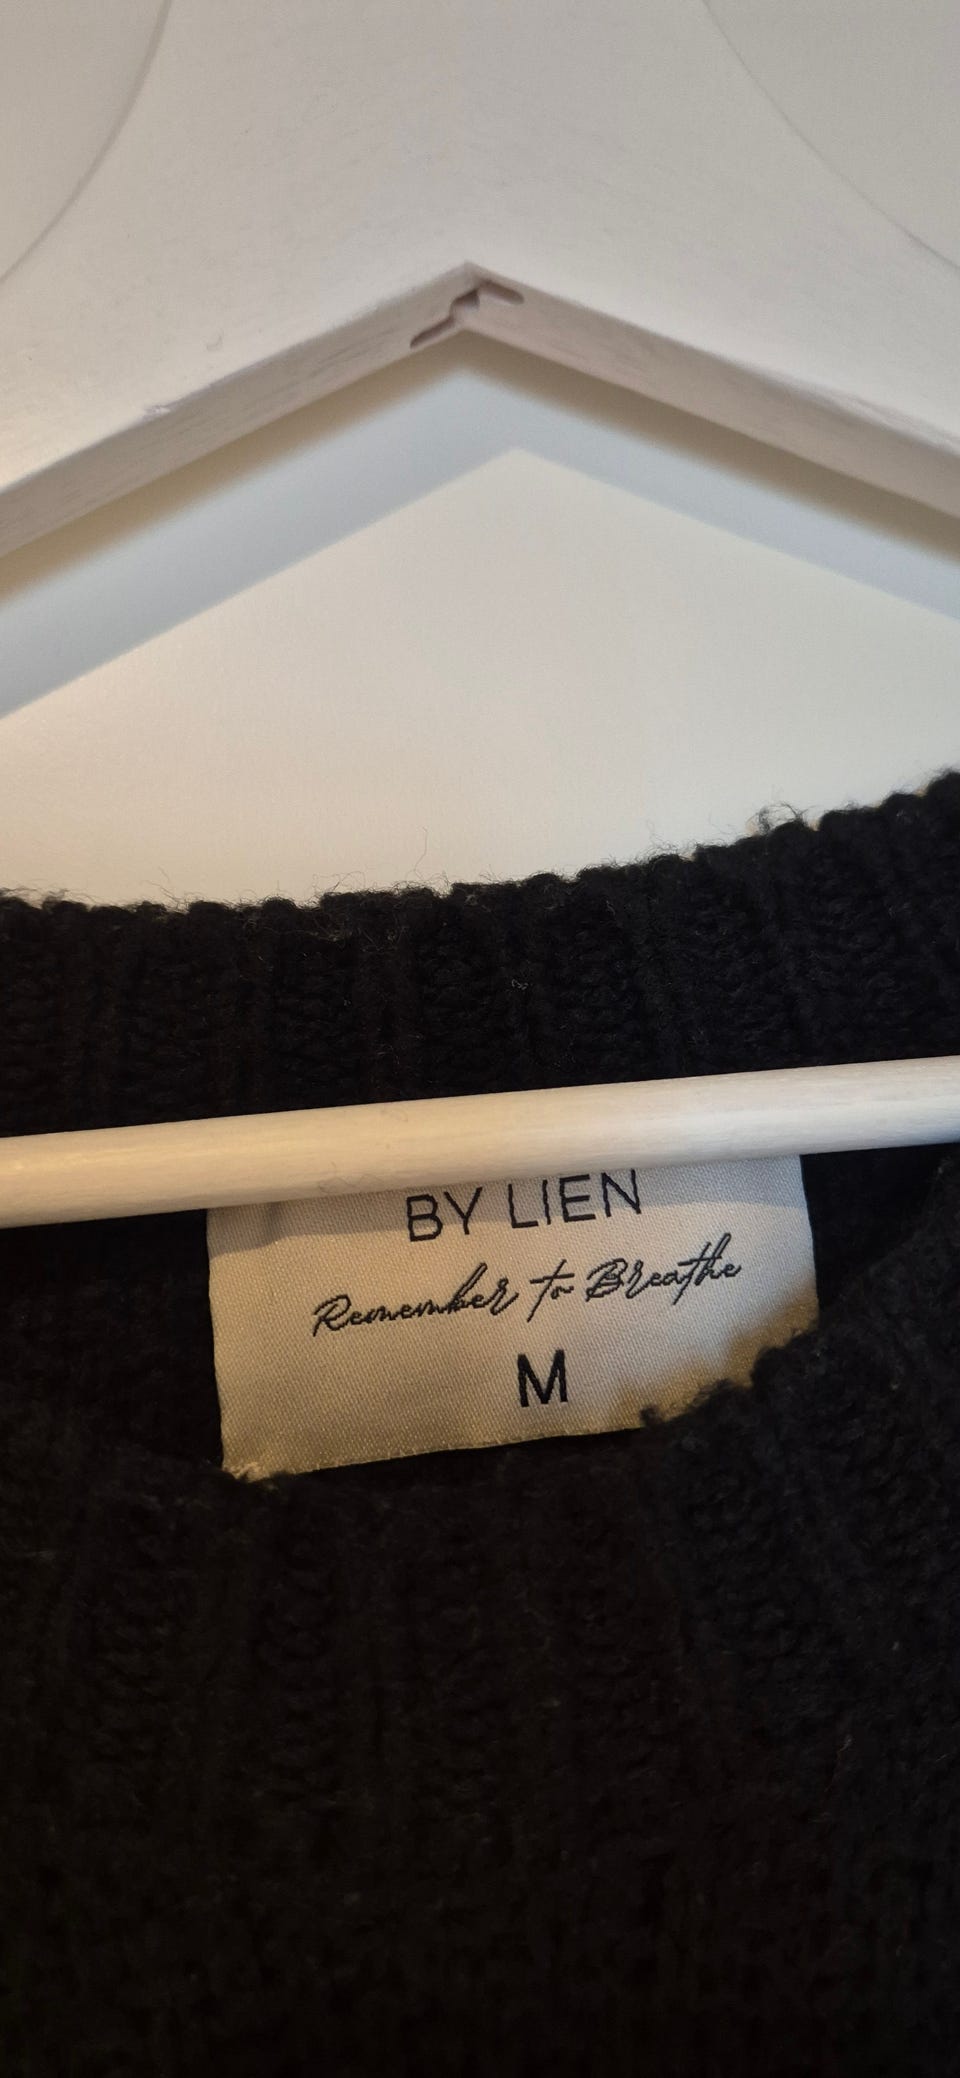 BY LIEN
Remember to Breathe
M